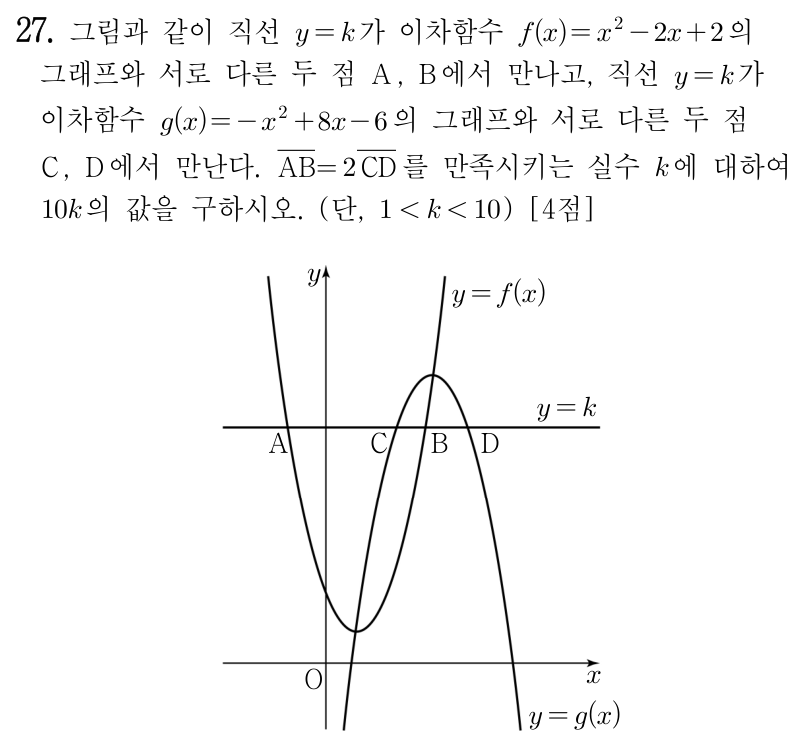 27. 그림과 같이 직선 y=k가 이차함수 f(x)=x²-2x+2의
그래프와 서로 다른 두 점 A, B에서 만나고, 직선 y=k가
이차함수 g(x)=-x²+8x-6의 그래프와 서로 다른 두 점
C, D에서 만난다. A̅B̅=2C̅D̅를 만족시키는 실수 k에 대하여
10k의 값을 구하시오. (단, 1<k<10) [4점]
y
y=f(x)
y=k
A
C
B
D
O
x
y=g(x)